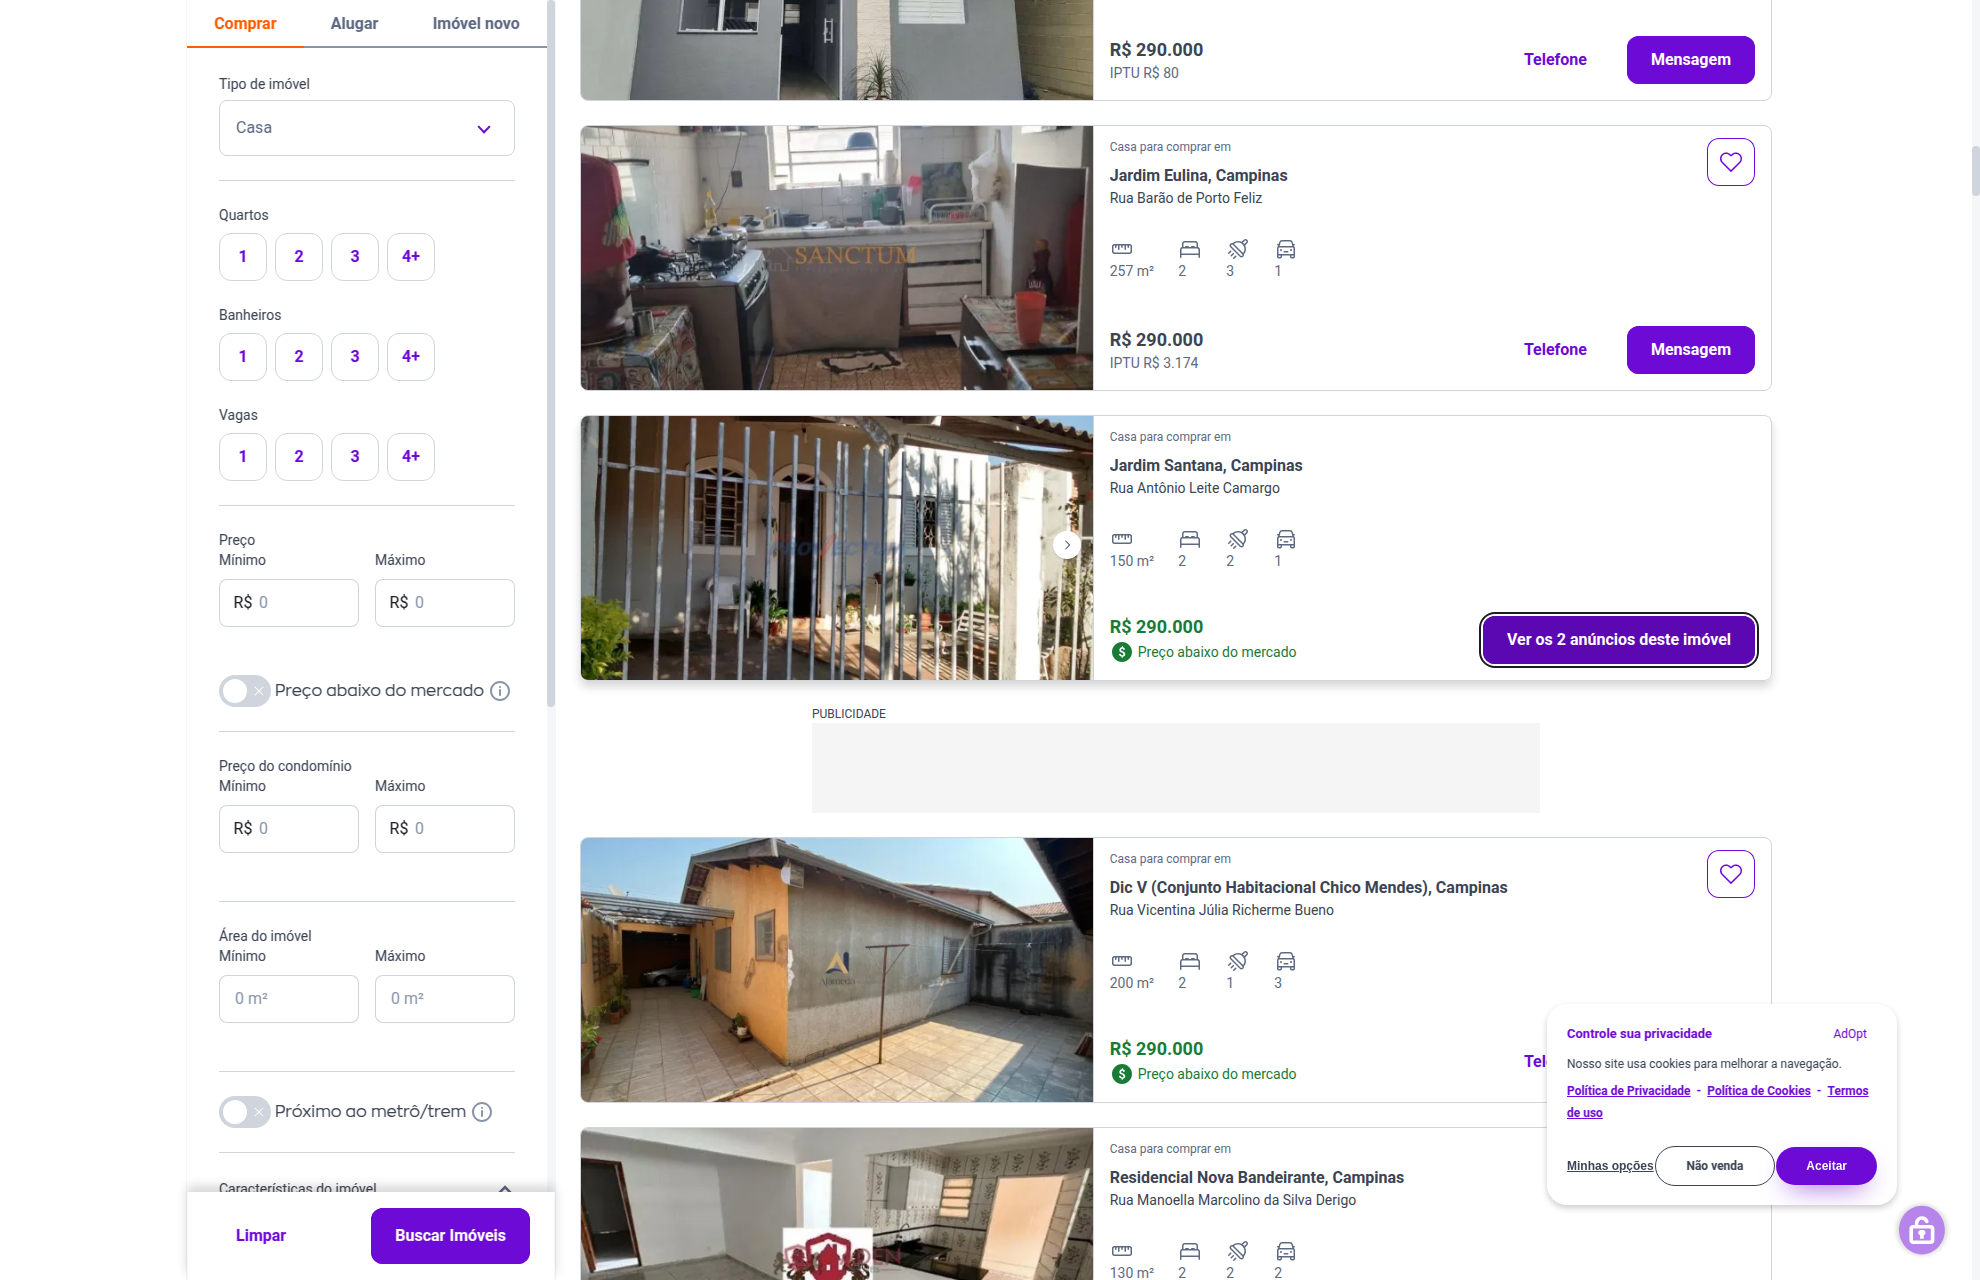 Comprar
Alugar
Imóvel novo
Tipo de imóvel
Casa
Quartos
1
2
3
4+
Banheiros
1
2
3
4+
Vagas
1
2
3
4+
Preço
Mínimo
Máximo
R$ 0
R$ 0
Preço abaixo do mercado
Preço do condomínio
Mínimo
Máximo
R$ 0
R$ 0
Área do imóvel
Mínimo
Máximo
0 m²
0 m²
Próximo ao metrô/trem
Características do imóvel
Limpar
Buscar Imóveis
R$ 290.000
IPTU R$ 80
Telefone
Mensagem
SANCTUM
Casa para comprar em
Jardim Eulina, Campinas
Rua Barão de Porto Feliz
257 m²
2
3
1
R$ 290.000
IPTU R$ 3.174
Telefone
Mensagem
Casa para comprar em
Jardim Santana, Campinas
Rua Antônio Leite Camargo
150 m²
2
2
1
R$ 290.000
Preço abaixo do mercado
Ver os 2 anúncios deste imóvel
PUBLICIDADE
Casa para comprar em
Dic V (Conjunto Habitacional Chico Mendes), Campinas
Rua Vicentina Júlia Richerme Bueno
200 m²
2
1
3
R$ 290.000
Preço abaixo do mercado
Tel
Casa para comprar em
Residencial Nova Bandeirante, Campinas
Rua Manoella Marcolino da Silva Derigo
130 m²
2
2
2
Controle sua privacidade
AdOpt
Nosso site usa cookies para melhorar a navegação.
Política de Privacidade - Política de Cookies - Termos
de uso
Minhas opções
Não venda
Aceitar